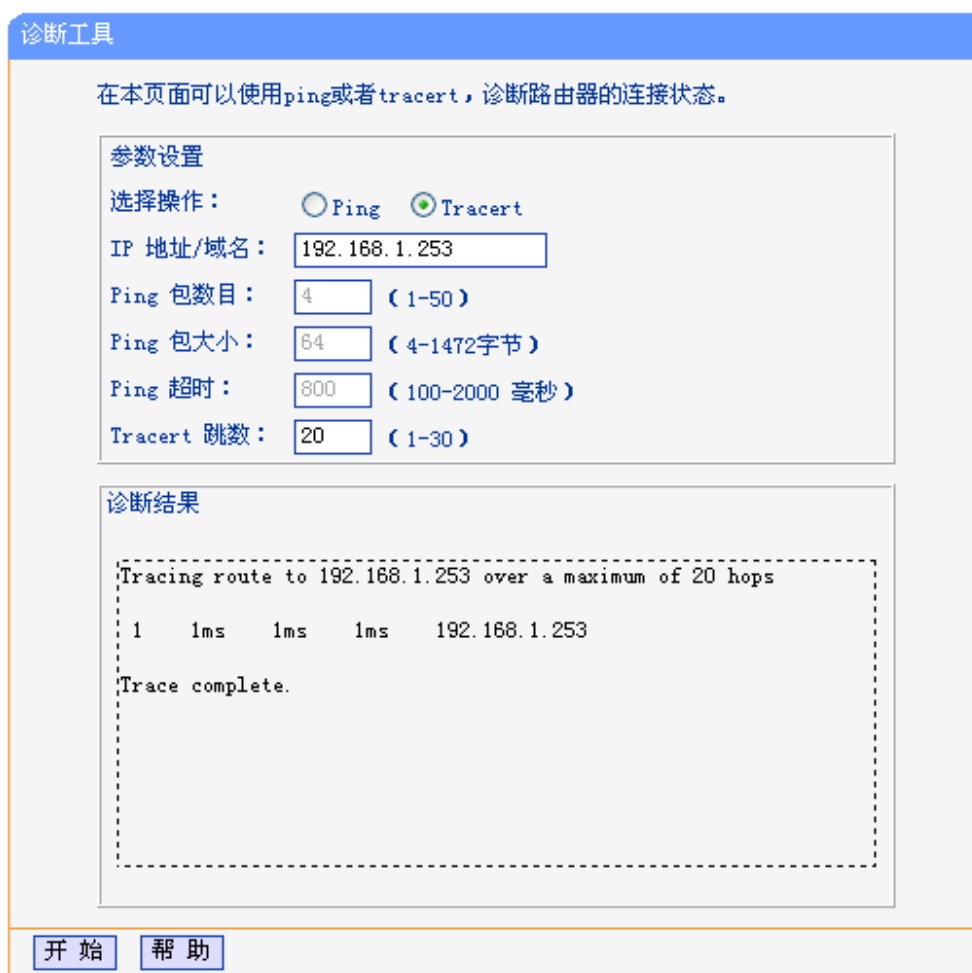 诊断工具
在本页面可以使用ping或者tracert，诊断路由器的连接状态。
参数设置
选择操作： Ping Tracert
IP 地址/域名： 192.168.1.253
Ping 包数目： 4 （1-50）
Ping 包大小： 64 （4-1472字节）
Ping 超时： 800 （100-2000 毫秒）
Tracert 跳数： 20 （1-30）
诊断结果
Tracing route to 192.168.1.253 over a maximum of 20 hops
1 1ms 1ms 1ms 192.168.1.253
Trace complete.
开 始 帮 助